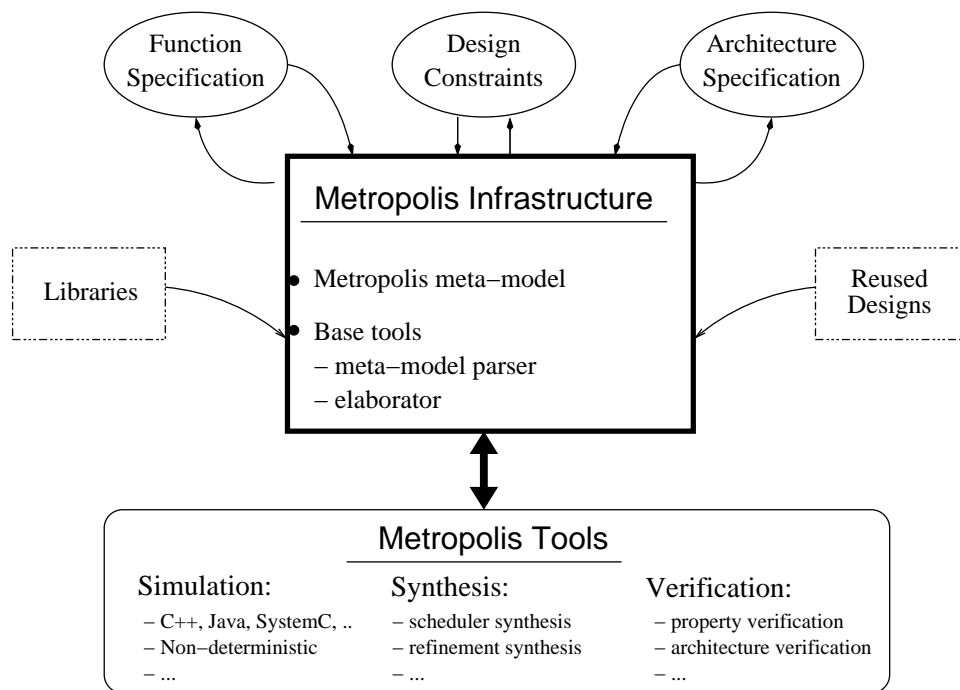 Function
Specification
Design
Constraints
Architecture
Specification
Metropolis Infrastructure
Libraries
• Metropolis meta−model
• Base tools
− meta−model parser
− elaborator
Reused
Designs
Metropolis Tools
Simulation:
− C++, Java, SystemC, ..
− Non−deterministic
− ...
Synthesis:
− scheduler synthesis
− refinement synthesis
− ...
Verification:
− property verification
− architecture verification
− ...